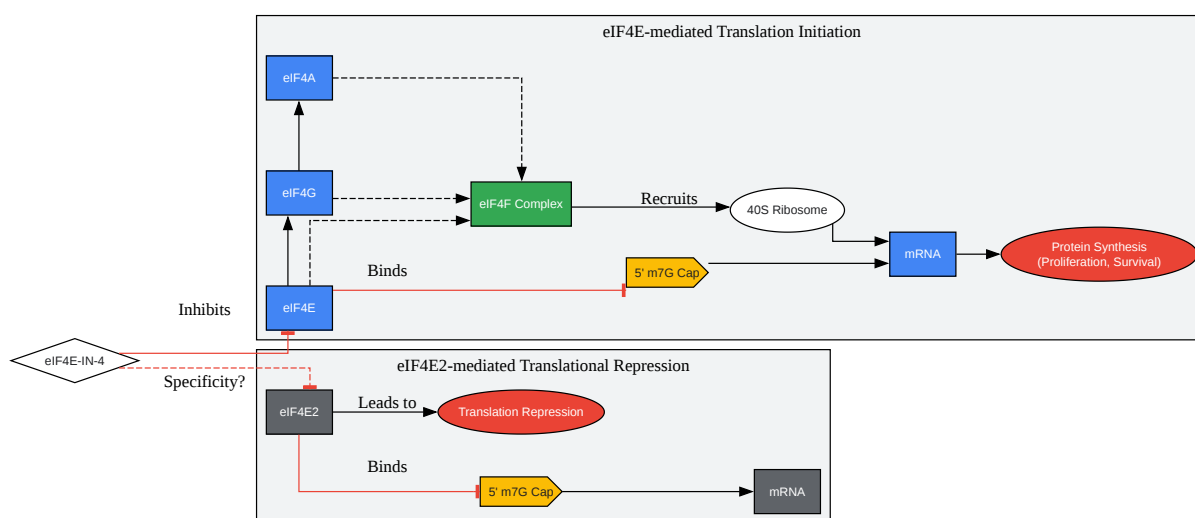 eIF4E-mediated Translation Initiation
eIF4A
eIF4G
eIF4F Complex
Recruits
40S Ribosome
mRNA
Protein Synthesis
(Proliferation, Survival)
Binds
5' m7G Cap
eIF4E
Inhibits
eIF4E-IN-4
Specificity?
eIF4E2-mediated Translational Repression
eIF4E2
Leads to
Translation Repression
Binds
5' m7G Cap
mRNA